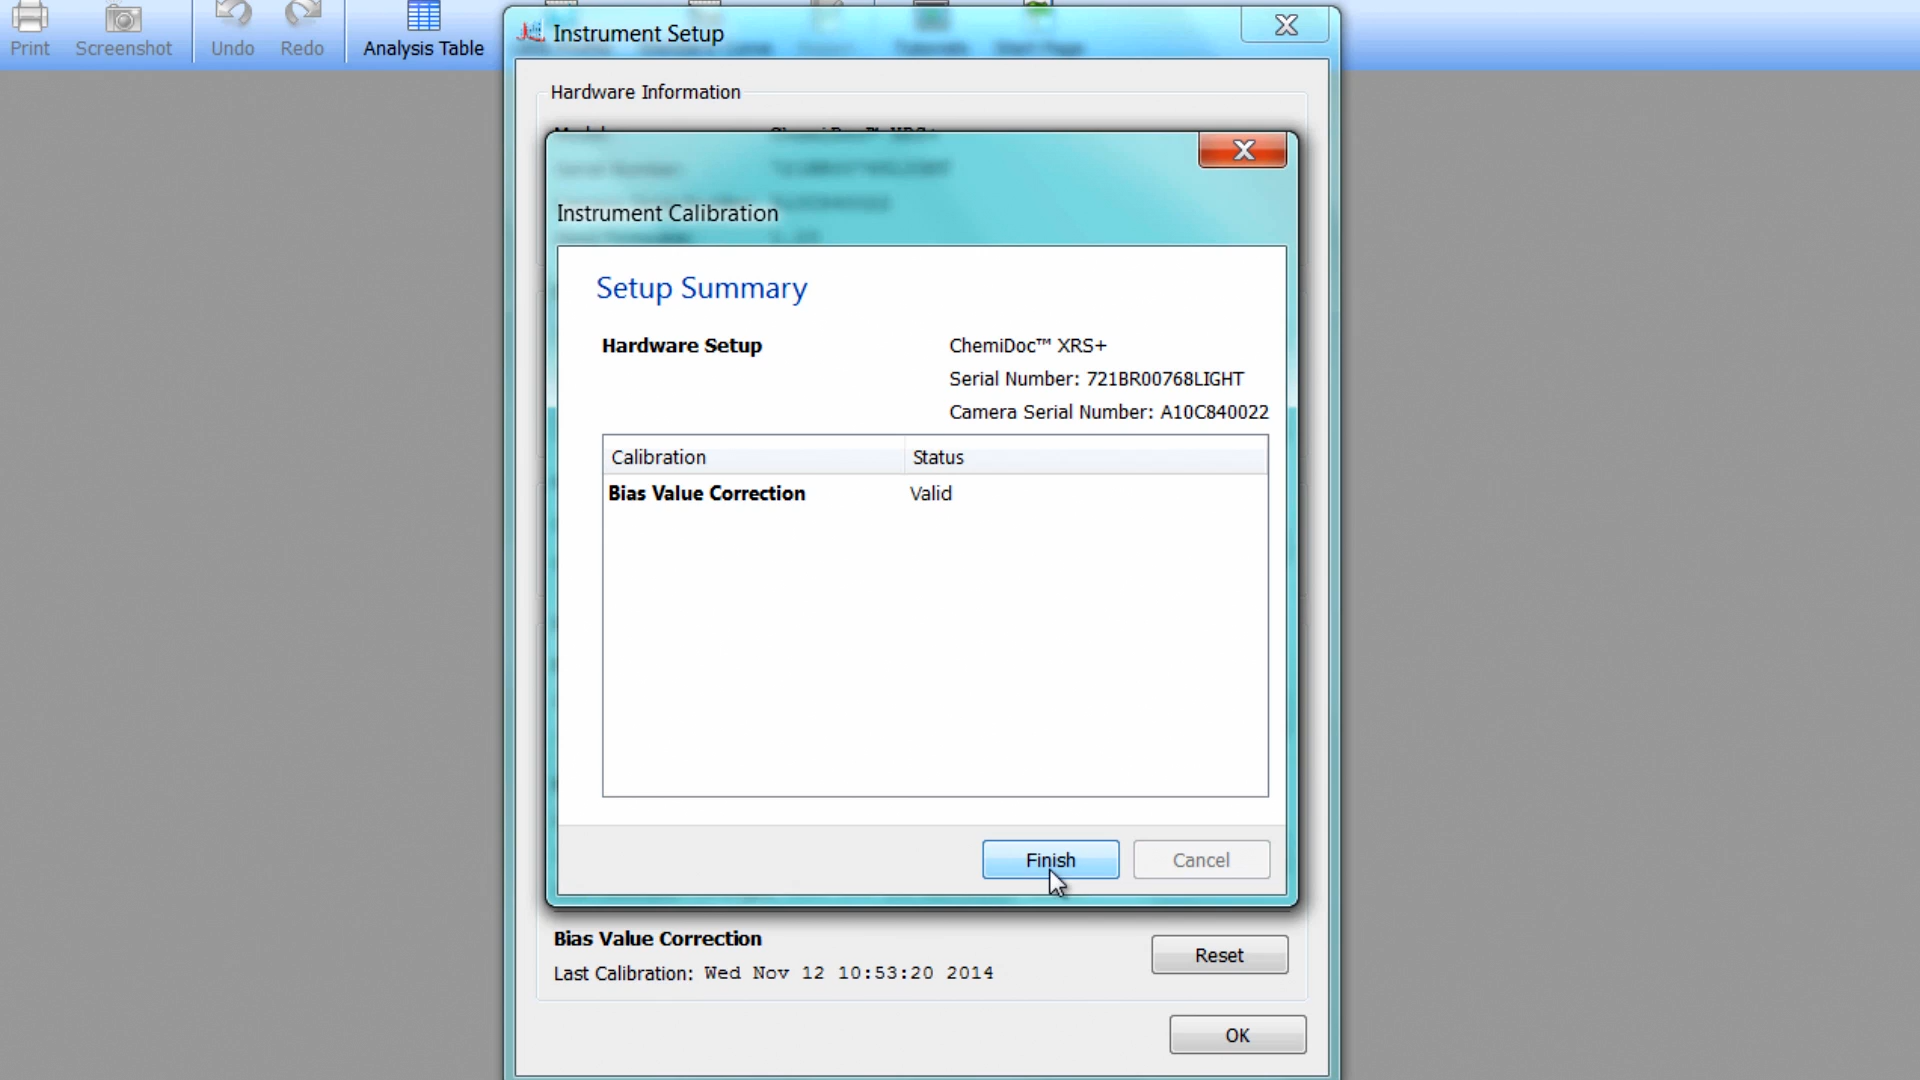 Print Screenshot Undo Redo Analysis Table
Instrument Setup
Hardware Information
Instrument Calibration
Setup Summary
Hardware Setup ChemiDoc™ XRS+
Serial Number: 721BR00768LIGHT
Camera Serial Number: A10C840022
Calibration Status
Bias Value Correction Valid
Finish Cancel
Bias Value Correction
Last Calibration: Wed Nov 12 10:53:20 2014
Reset
OK